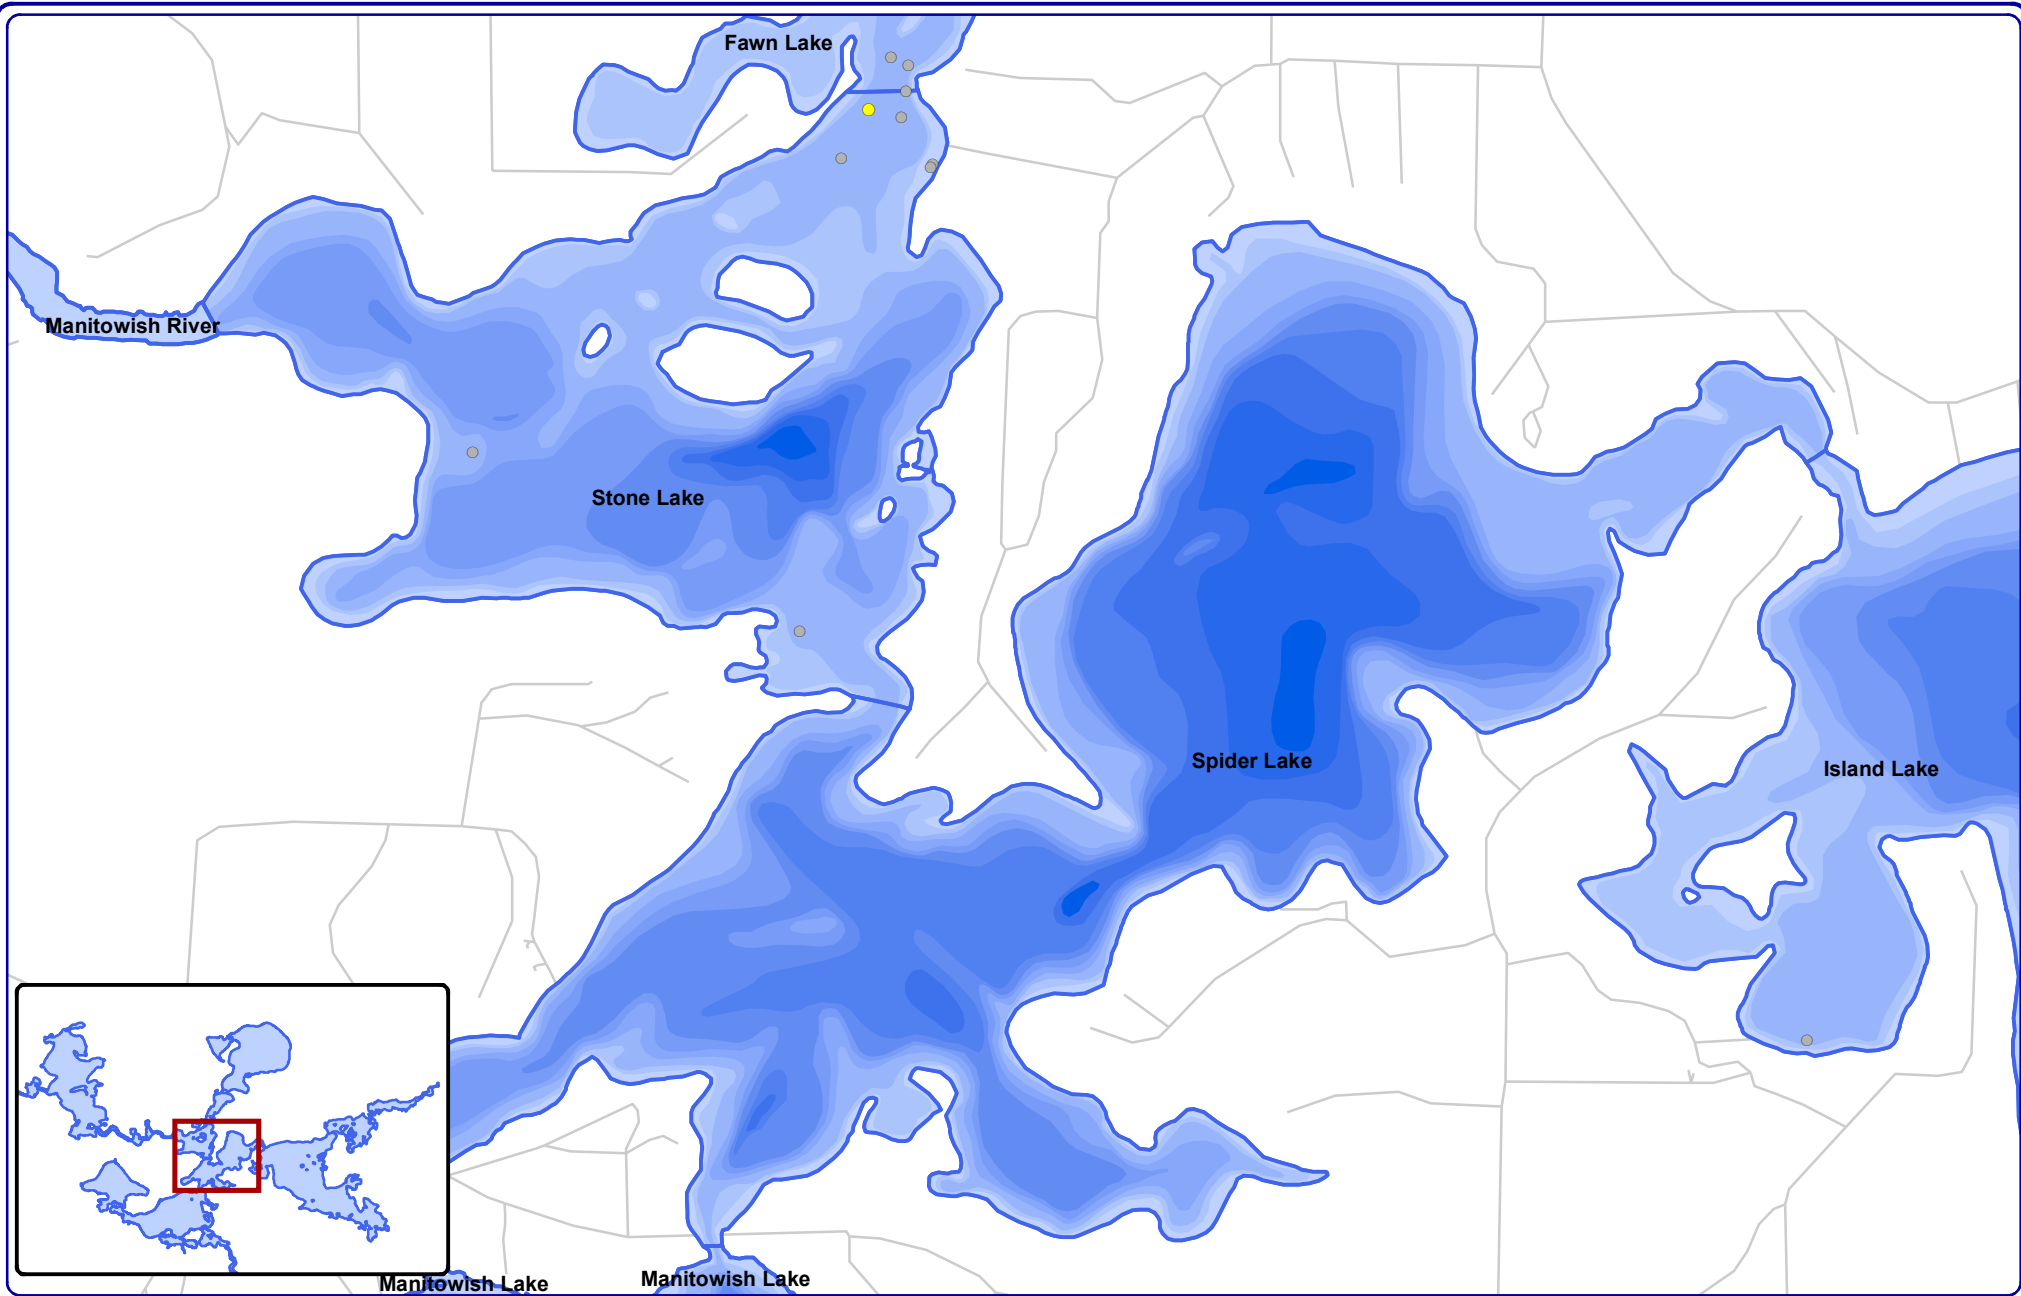 Fawn Lake
Manitowish River
Stone Lake
Spider Lake
Island Lake
Manitowish Lake
Manitowish Lake